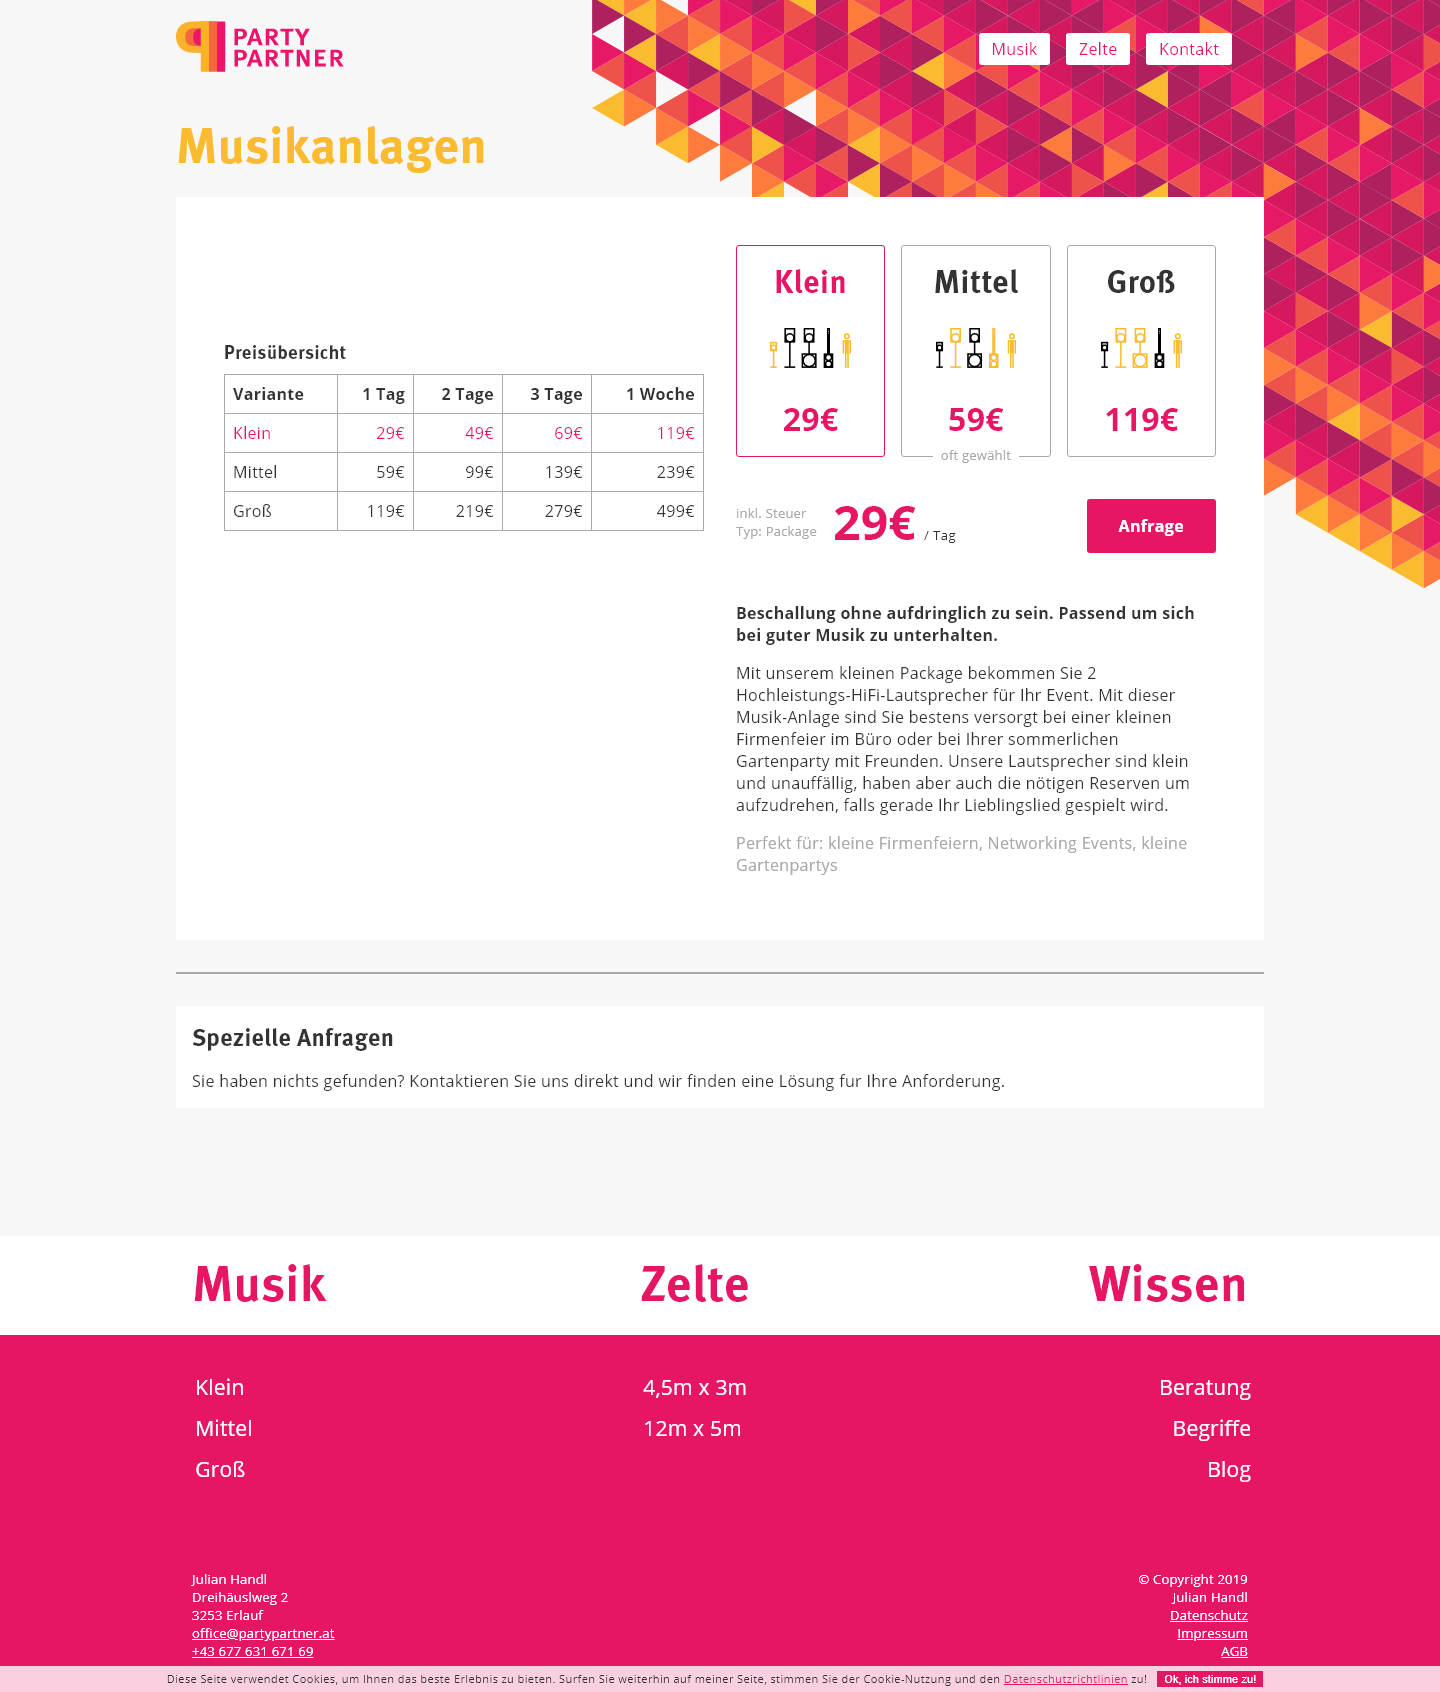 PARTY
PARTNER
Musik Zelte Kontakt
Musikanlagen
Klein Mittel Groß
29€ 59€ 119€
oft gewählt
Preisübersicht
Variante 1 Tag 2 Tage 3 Tage 1 Woche
Klein 29€ 49€ 69€ 119€
Mittel 59€ 99€ 139€ 239€
Groß 119€ 219€ 279€ 499€
inkl. Steuer
Typ: Package
29€ / Tag
Anfrage
Beschallung ohne aufdringlich zu sein. Passend um sich
bei guter Musik zu unterhalten.
Mit unserem kleinen Package bekommen Sie 2
Hochleistungs-HiFi-Lautsprecher für Ihr Event. Mit dieser
Musik-Anlage sind Sie bestens versorgt bei einer kleinen
Firmenfeier im Büro oder bei Ihrer sommerlichen
Gartenparty mit Freunden. Unsere Lautsprecher sind klein
und unauffällig, haben aber auch die nötigen Reserven um
aufzudrehen, falls gerade Ihr Lieblingslied gespielt wird.
Perfekt für: kleine Firmenfeiern, Networking Events, kleine
Gartenpartys
Spezielle Anfragen
Sie haben nichts gefunden? Kontaktieren Sie uns direkt und wir finden eine Lösung fur Ihre Anforderung.
Musik Zelte Wissen
Klein 4,5m x 3m Beratung
Mittel 12m x 5m Begriffe
Groß Blog
Julian Handl
Dreihäuslweg 2
3253 Erlauf
office@partypartner.at
+43 677 631 671 69
© Copyright 2019
Julian Handl
Datenschutz
Impressum
AGB
Diese Seite verwendet Cookies, um Ihnen das beste Erlebnis zu bieten. Surfen Sie weiterhin auf meiner Seite, stimmen Sie der Cookie-Nutzung und den Datenschutzrichtlinien zu! Ok, ich stimme zu!